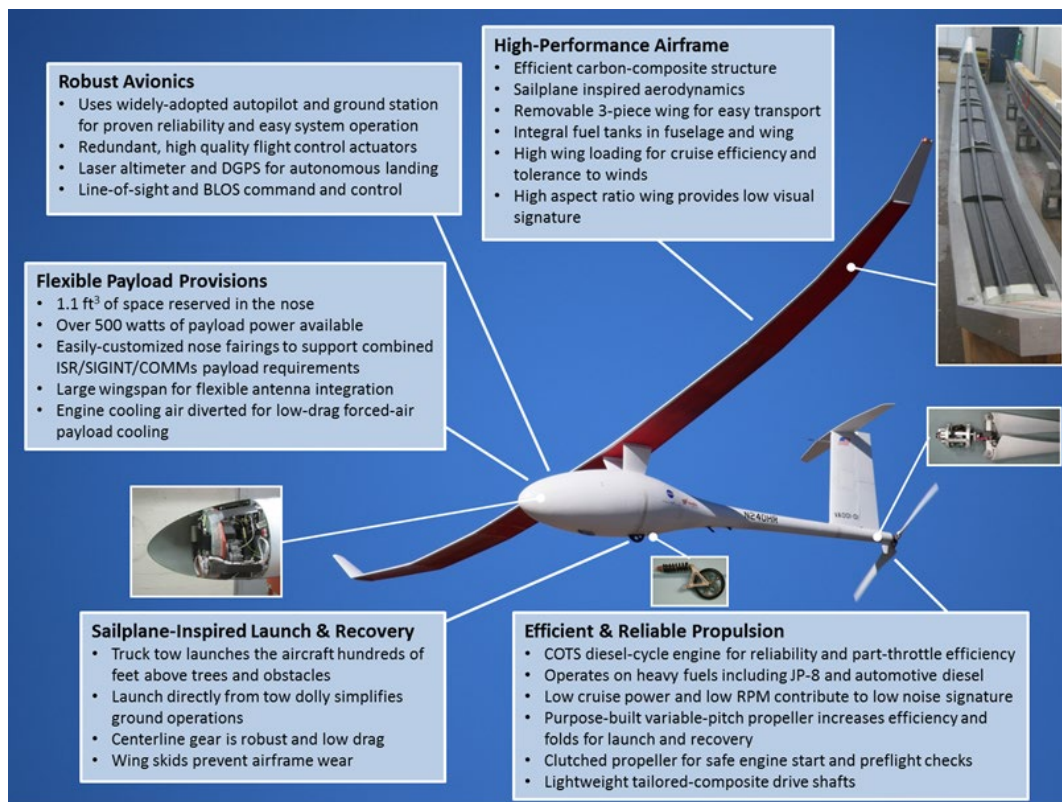 Robust Avionics
• Uses widely-adopted autopilot and ground station
for proven reliability and easy system operation
• Redundant, high quality flight control actuators
• Laser altimeter and DGPS for autonomous landing
• Line-of-sight and BLOS command and control
High-Performance Airframe
• Efficient carbon-composite structure
• Sailplane inspired aerodynamics
• Removable 3-piece wing for easy transport
• Integral fuel tanks in fuselage and wing
• High wing loading for cruise efficiency and
tolerance to winds
• High aspect ratio wing provides low visual
signature
Flexible Payload Provisions
• 1.1 ft³ of space reserved in the nose
• Over 500 watts of payload power available
• Easily-customized nose fairings to support combined
ISR/SIGINT/COMMs payload requirements
• Large wingspan for flexible antenna integration
• Engine cooling air diverted for low-drag forced-air
payload cooling
N240HR
VA001-01
Sailplane-Inspired Launch & Recovery
• Truck tow launches the aircraft hundreds of
feet above trees and obstacles
• Launch directly from tow dolly simplifies
ground operations
• Centerline gear is robust and low drag
• Wing skids prevent airframe wear
Efficient & Reliable Propulsion
• COTS diesel-cycle engine for reliability and part-throttle efficiency
• Operates on heavy fuels including JP-8 and automotive diesel
• Low cruise power and low RPM contribute to low noise signature
• Purpose-built variable-pitch propeller increases efficiency and
folds for launch and recovery
• Clutched propeller for safe engine start and preflight checks
• Lightweight tailored-composite drive shafts